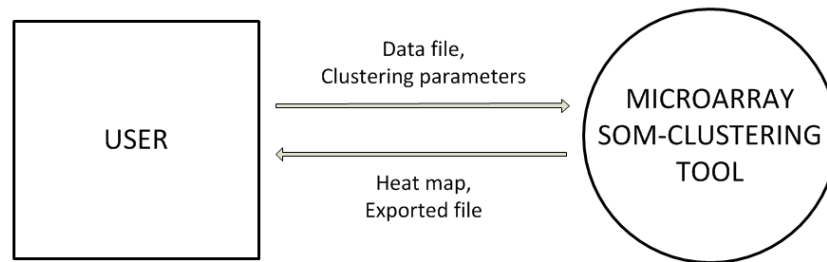 USER
Data file,
Clustering parameters
Heat map,
Exported file
MICROARRAY
SOM-CLUSTERING
TOOL